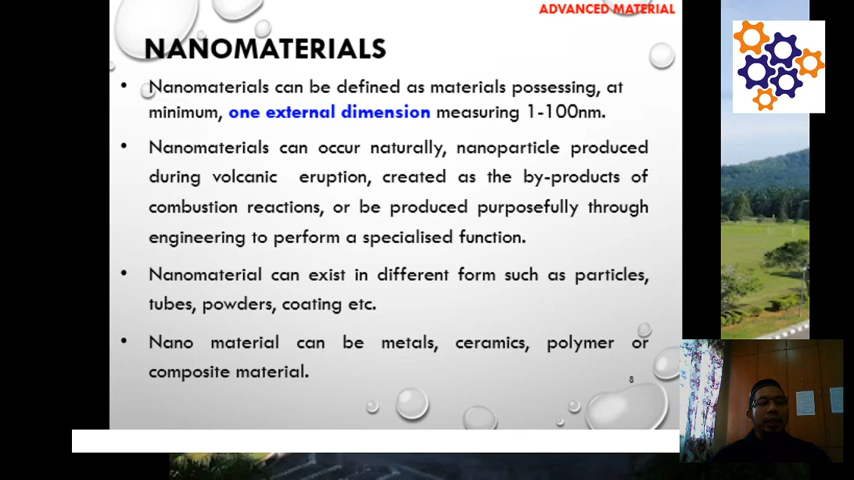 ADVANCED MATERIAL
NANOMATERIALS
• Nanomaterials can be defined as materials possessing, at
minimum, one external dimension measuring 1-100nm.
• Nanomaterials can occur naturally, nanoparticle produced
during volcanic eruption, created as the by-products of
combustion reactions, or be produced purposefully through
engineering to perform a specialised function.
• Nanomaterial can exist in different form such as particles,
tubes, powders, coating etc.
• Nano material can be metals, ceramics, polymer or
composite material.
8